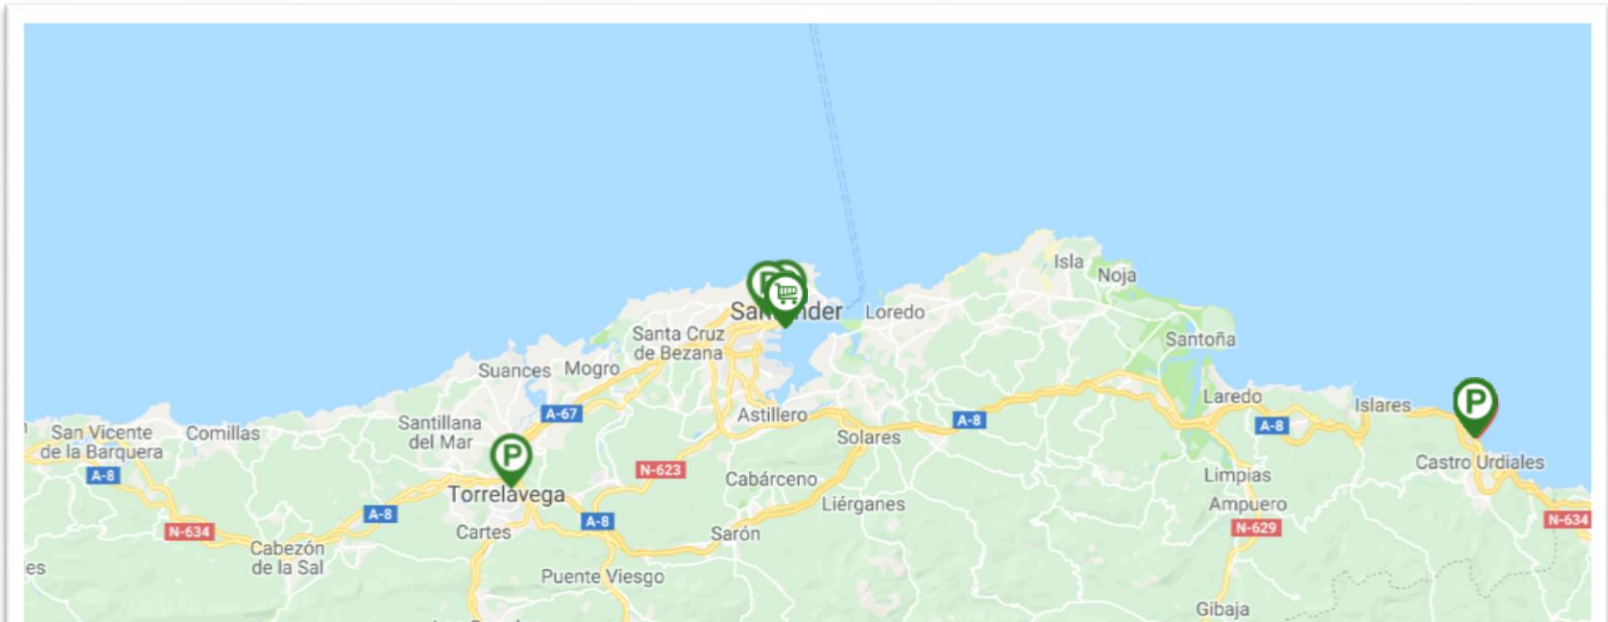 Isla
Noja
Santander
Loredo
Santa Cruz
de Bezana
Santoña
Suances
Mogro
Laredo
P
Islares
A-67
Santillana
del Mar
Astillero
A-8
A-8
San Vicente
de la Barquera
Comillas
Solares
P
Castro Urdiales
A-8
N-623
Cabárceno
Limpias
Torrelavega
Liérganes
Ampuero
A-8
A-8
N-634
N-634
Cartes
Sarón
N-629
Cabezón
de la Sal
es
Puente Viesgo
Gibaja